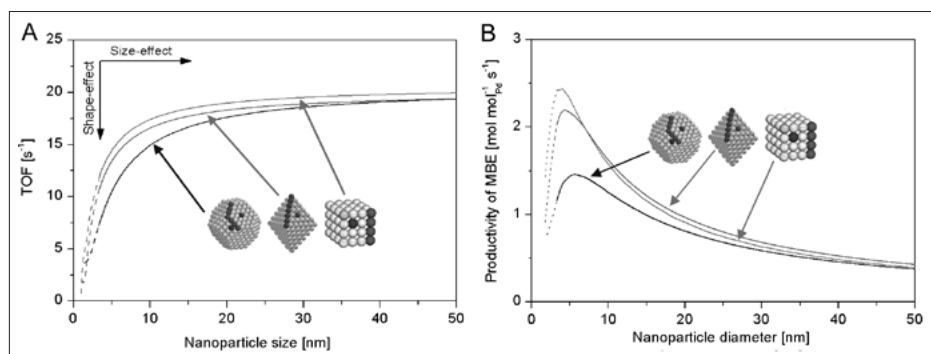 A
25
20
15
10
5
0
TOF [s⁻¹]
Size-effect
Shape-effect
0 10 20 30 40 50
Nanoparticle size [nm]
B
3
2
1
0
Productivity of MBE [mol mol⁻¹Pd s⁻¹]
0 10 20 30 40 50
Nanoparticle diameter [nm]